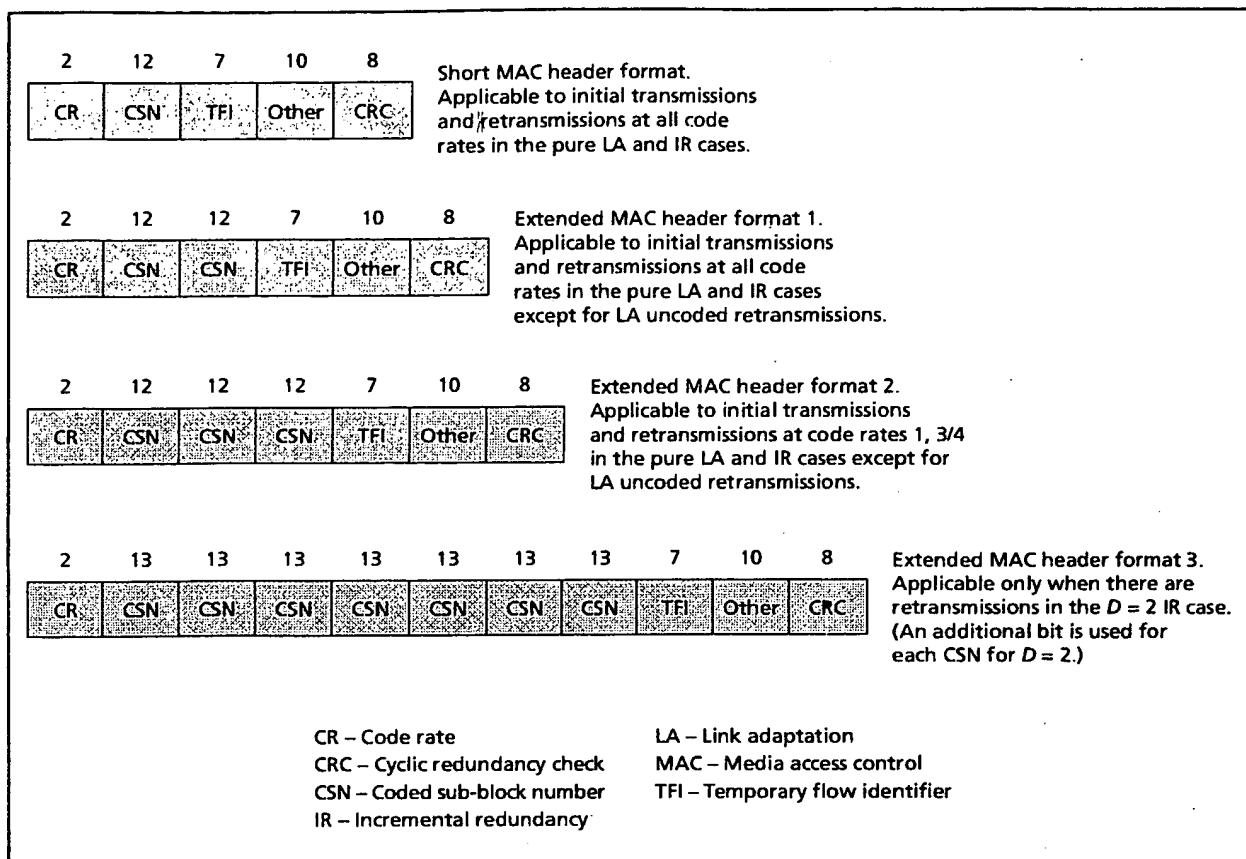 2 12 7 10 8
CR CSN TFI Other CRC
Short MAC header format.
Applicable to initial transmissions
and retransmissions at all code
rates in the pure LA and IR cases.
2 12 12 7 10 8
CR CSN CSN TFI Other CRC
Extended MAC header format 1.
Applicable to initial transmissions
and retransmissions at all code
rates in the pure LA and IR cases
except for LA uncoded retransmissions.
2 12 12 12 7 10 8
CR CSN CSN CSN TFI Other CRC
Extended MAC header format 2.
Applicable to initial transmissions
and retransmissions at code rates 1, 3/4
in the pure LA and IR cases except for
LA uncoded retransmissions.
2 13 13 13 13 13 13 13 7 10 8
CR CSN CSN CSN CSN CSN CSN CSN TFI Other CRC
Extended MAC header format 3.
Applicable only when there are
retransmissions in the D = 2 IR case.
(An additional bit is used for
each CSN for D = 2.)
CR – Code rate
CRC – Cyclic redundancy check
CSN – Coded sub-block number
IR – Incremental redundancy
LA – Link adaptation
MAC – Media access control
TFI – Temporary flow identifier